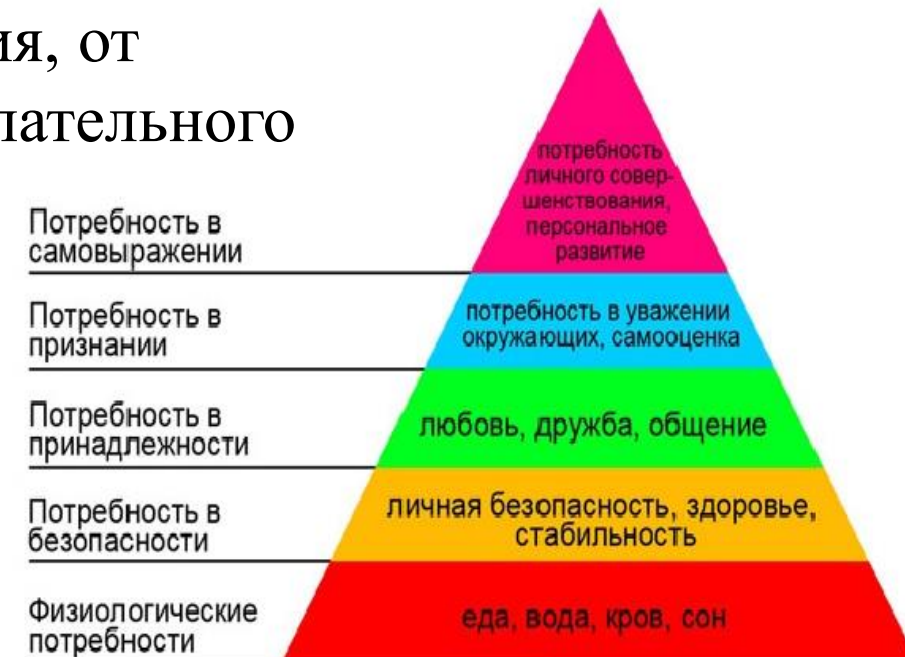 ия, от
лательного
потребность
личного совер-
шенствования,
персональное
развитие
Потребность в
самовыражении
потребность в уважении
окружающих, самооценка
Потребность в
признании
любовь, дружба, общение
Потребность в
принадлежности
личная безопасность, здоровье,
стабильность
Потребность в
безопасности
еда, вода, кров, сон
Физиологические
потребности